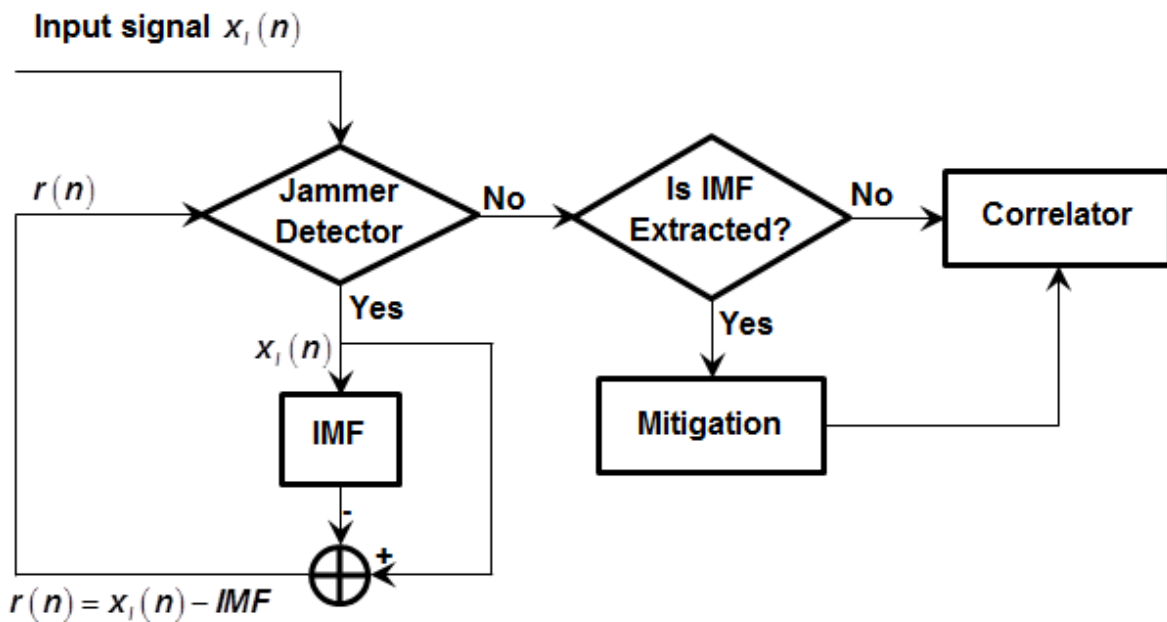 Input signal x_I(n)
r(n)
Jammer
Detector
No
Is IMF
Extracted?
No
Correlator
Yes
x_I(n)
Yes
IMF
Mitigation
-
+
r(n) = x_I(n) - IMF